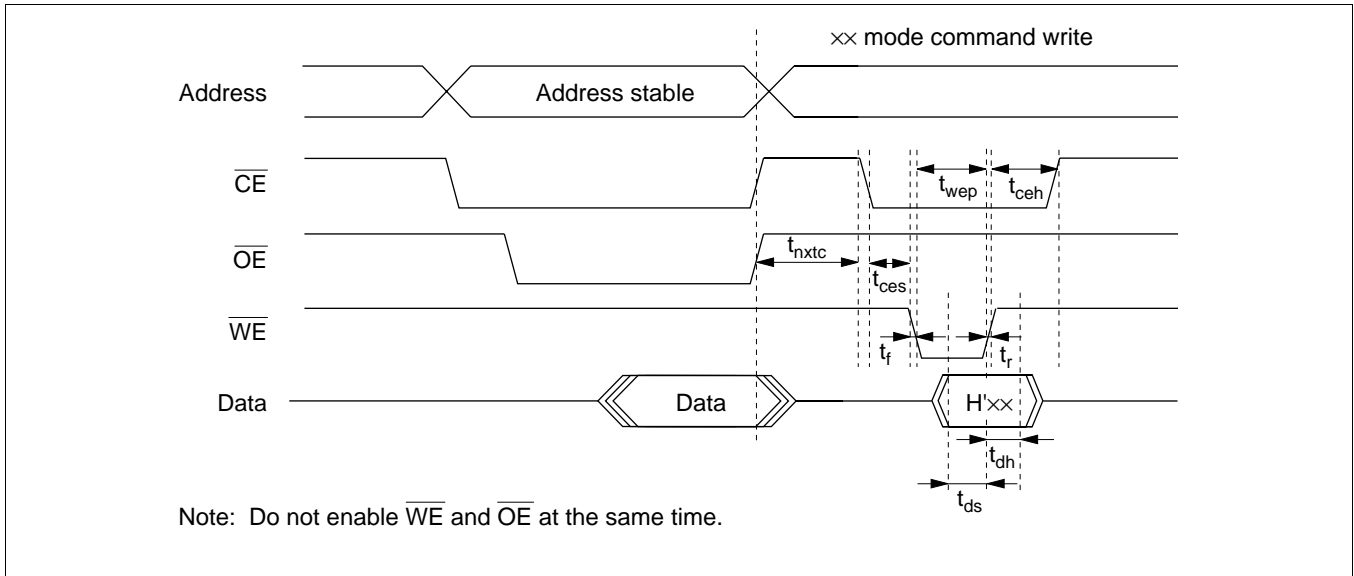 ×× mode command write
Address
Address stable
CE
t_wep
t_ceh
OE
t_nxtc
t_ces
WE
t_f
t_r
Data
Data
H'××
t_dh
t_ds
Note: Do not enable WE and OE at the same time.